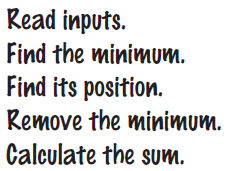 Read inputs.
Find the minimum.
Find its position.
Remove the minimum.
Calculate the sum.